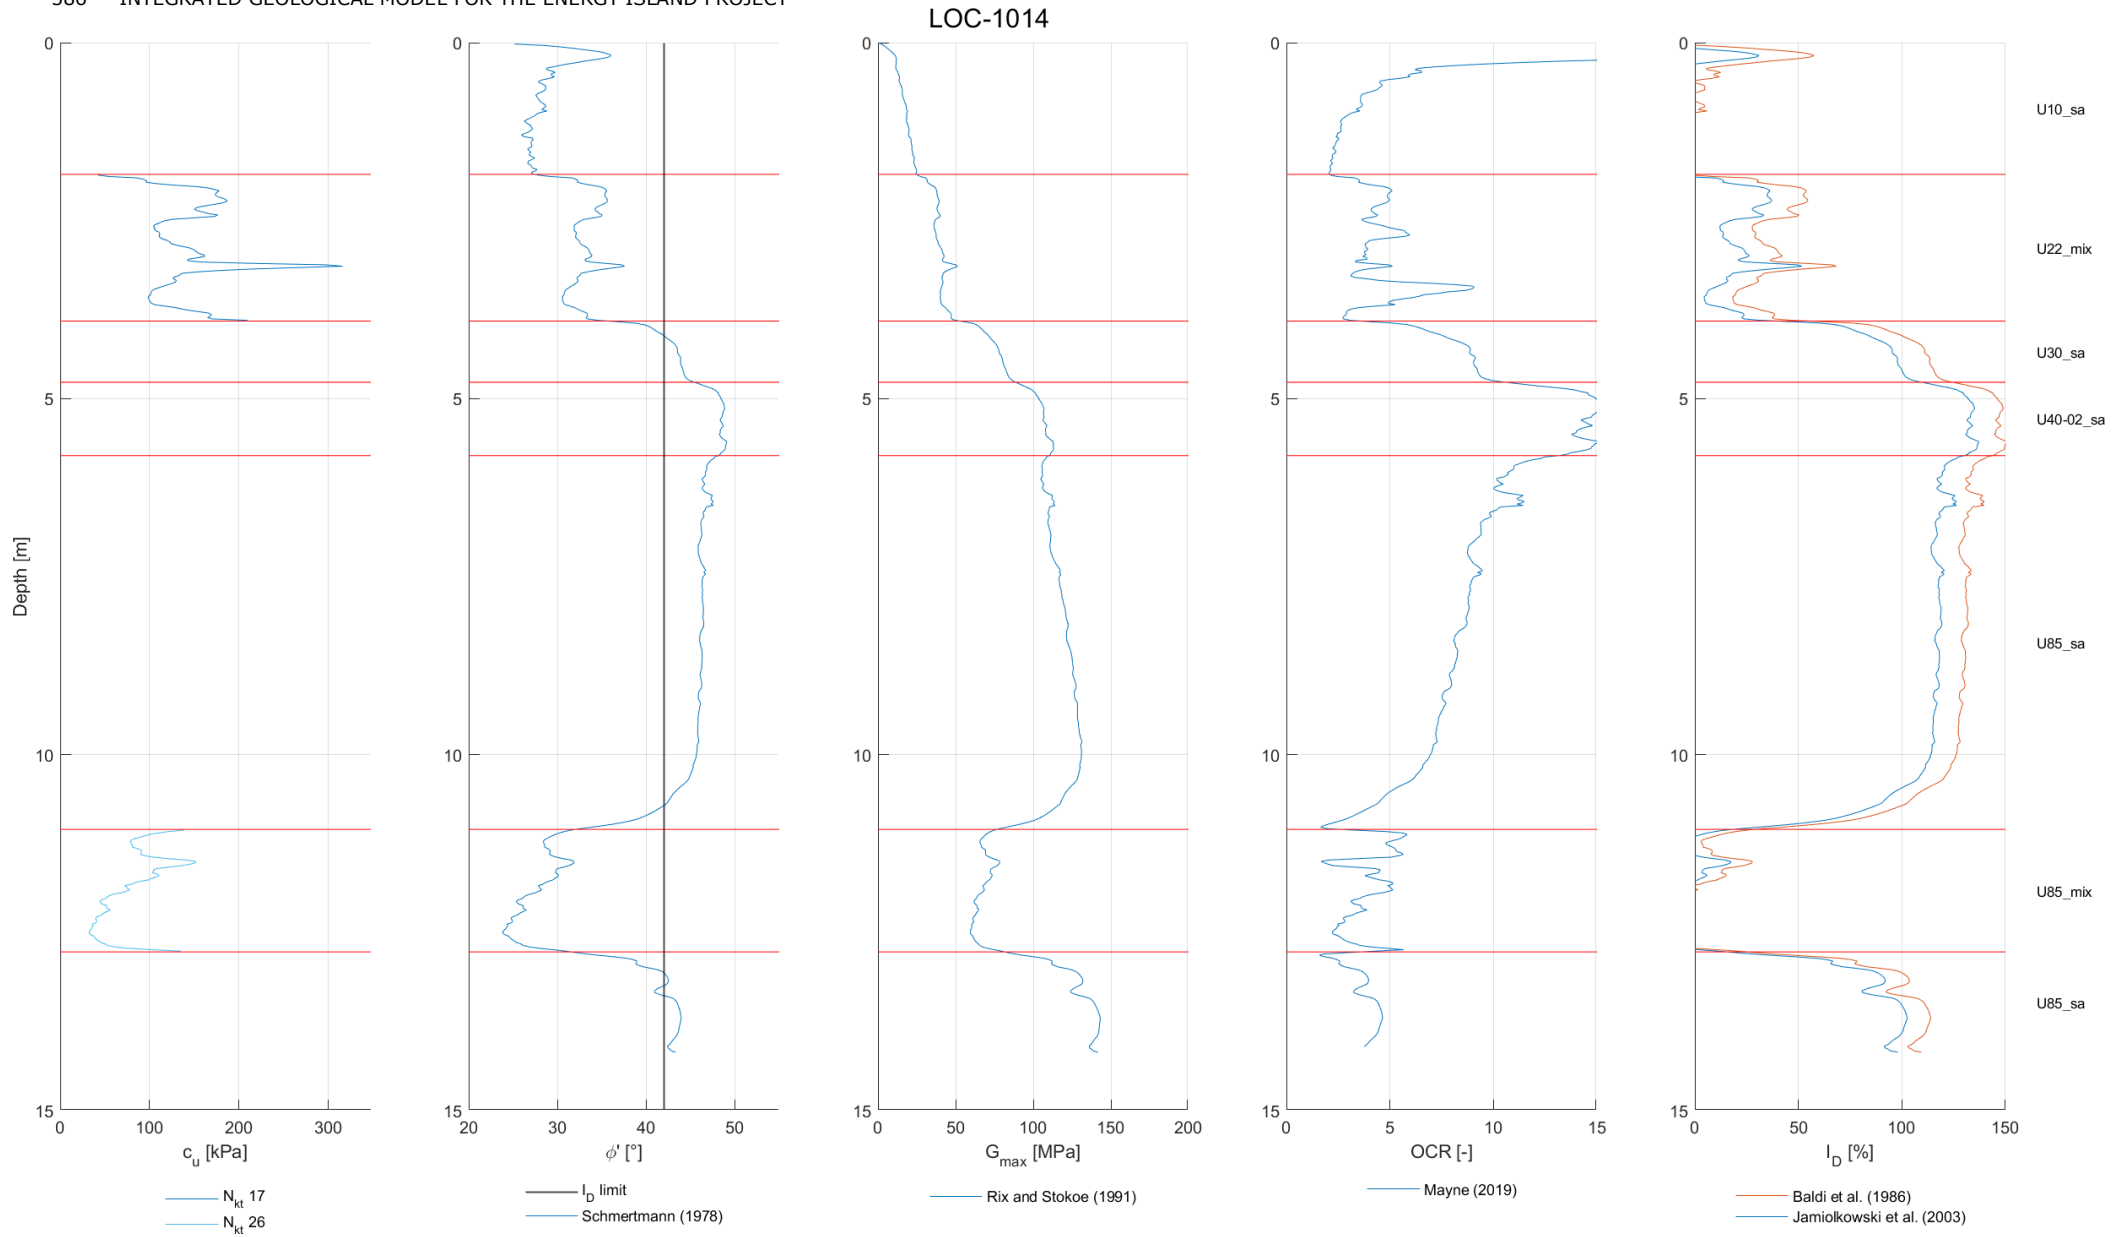 586 INTEGRATED GEOLOGICAL MODEL FOR THE ENERGY ISLAND PROJECT
LOC-1014
Depth [m]
0
5
10
15
0 100 200 300
c_u [kPa]
N_kt 17
N_kt 26
0
5
10
15
20 30 40 50
ϕ' [°]
I_D limit
Schmertmann (1978)
0
5
10
15
0 50 100 150 200
G_max [MPa]
Rix and Stokoe (1991)
0
5
10
15
0 5 10 15
OCR [-]
Mayne (2019)
0
5
10
15
0 50 100 150
I_D [%]
Baldi et al. (1986)
Jamiolkowski et al. (2003)
U10_sa
U22_mix
U30_sa
U40-02_sa
U85_sa
U85_mix
U85_sa